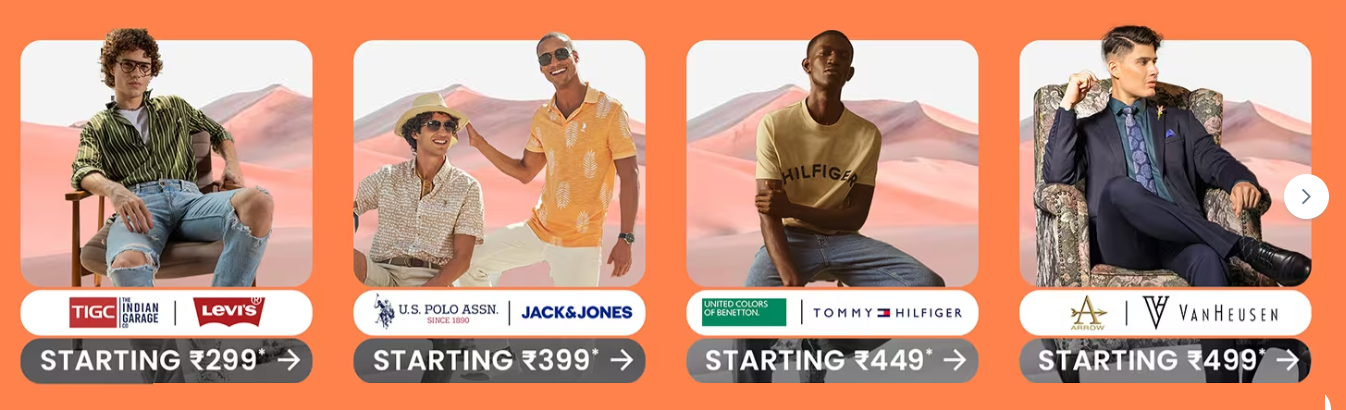 HILFIGER
TIGC THE INDIAN GARAGE CO
LEVI'S®
STARTING ₹299* →
U.S. POLO ASSN.
SINCE 1890
JACK&JONES
STARTING ₹399* →
UNITED COLORS
OF BENETTON.
TOMMY HILFIGER
STARTING ₹449* →
ARROW
VANHEUSEN
STARTING ₹499* →